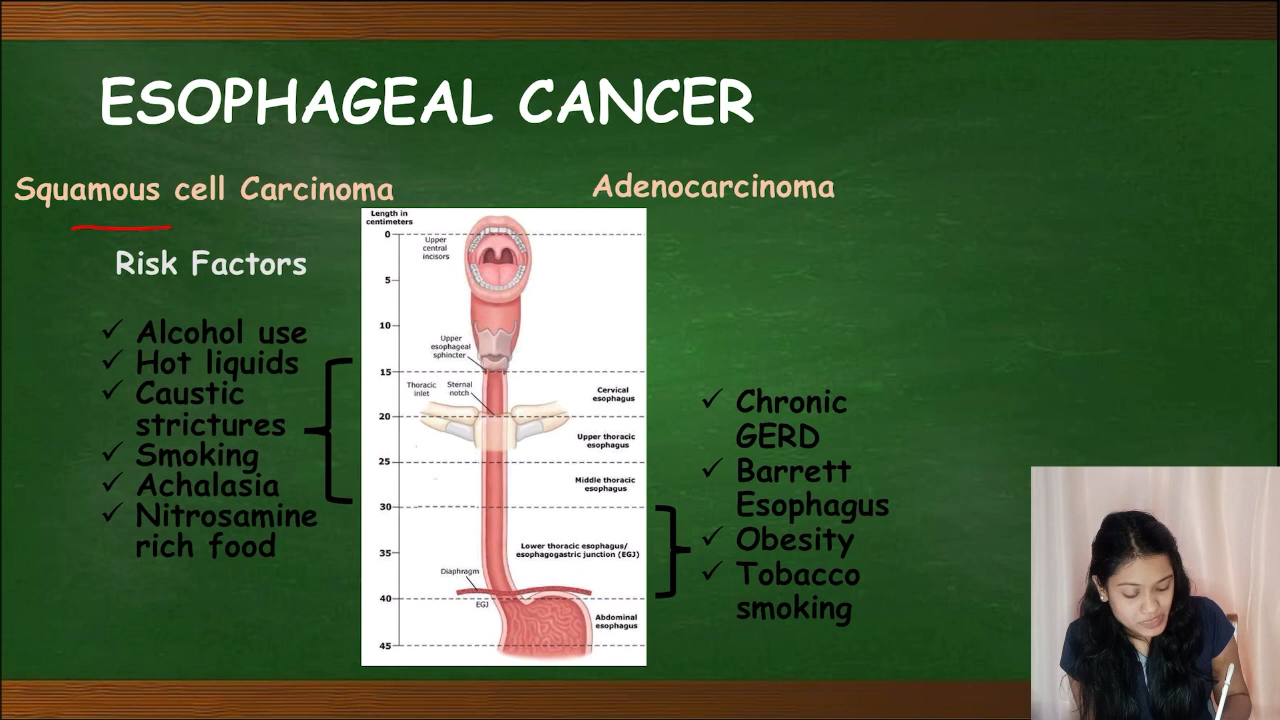 ESOPHAGEAL CANCER
Squamous cell Carcinoma
Adenocarcinoma
Risk Factors
✓ Alcohol use
✓ Hot liquids
✓ Caustic
strictures
✓ Smoking
✓ Achalasia
✓ Nitrosamine
rich food
Length in
centimeters
0
5
10
15
20
25
30
35
40
45
Upper
central
incisors
Upper
esophageal
sphincter
Thoracic
inlet
Sternal
notch
Diaphragm
EGJ
Cervical
esophagus
Upper thoracic
esophagus
Middle thoracic
esophagus
Lower thoracic esophagus/
esophagogastric junction (EGJ)
Abdominal
esophagus
✓ Chronic
GERD
✓ Barrett
Esophagus
✓ Obesity
✓ Tobacco
smoking